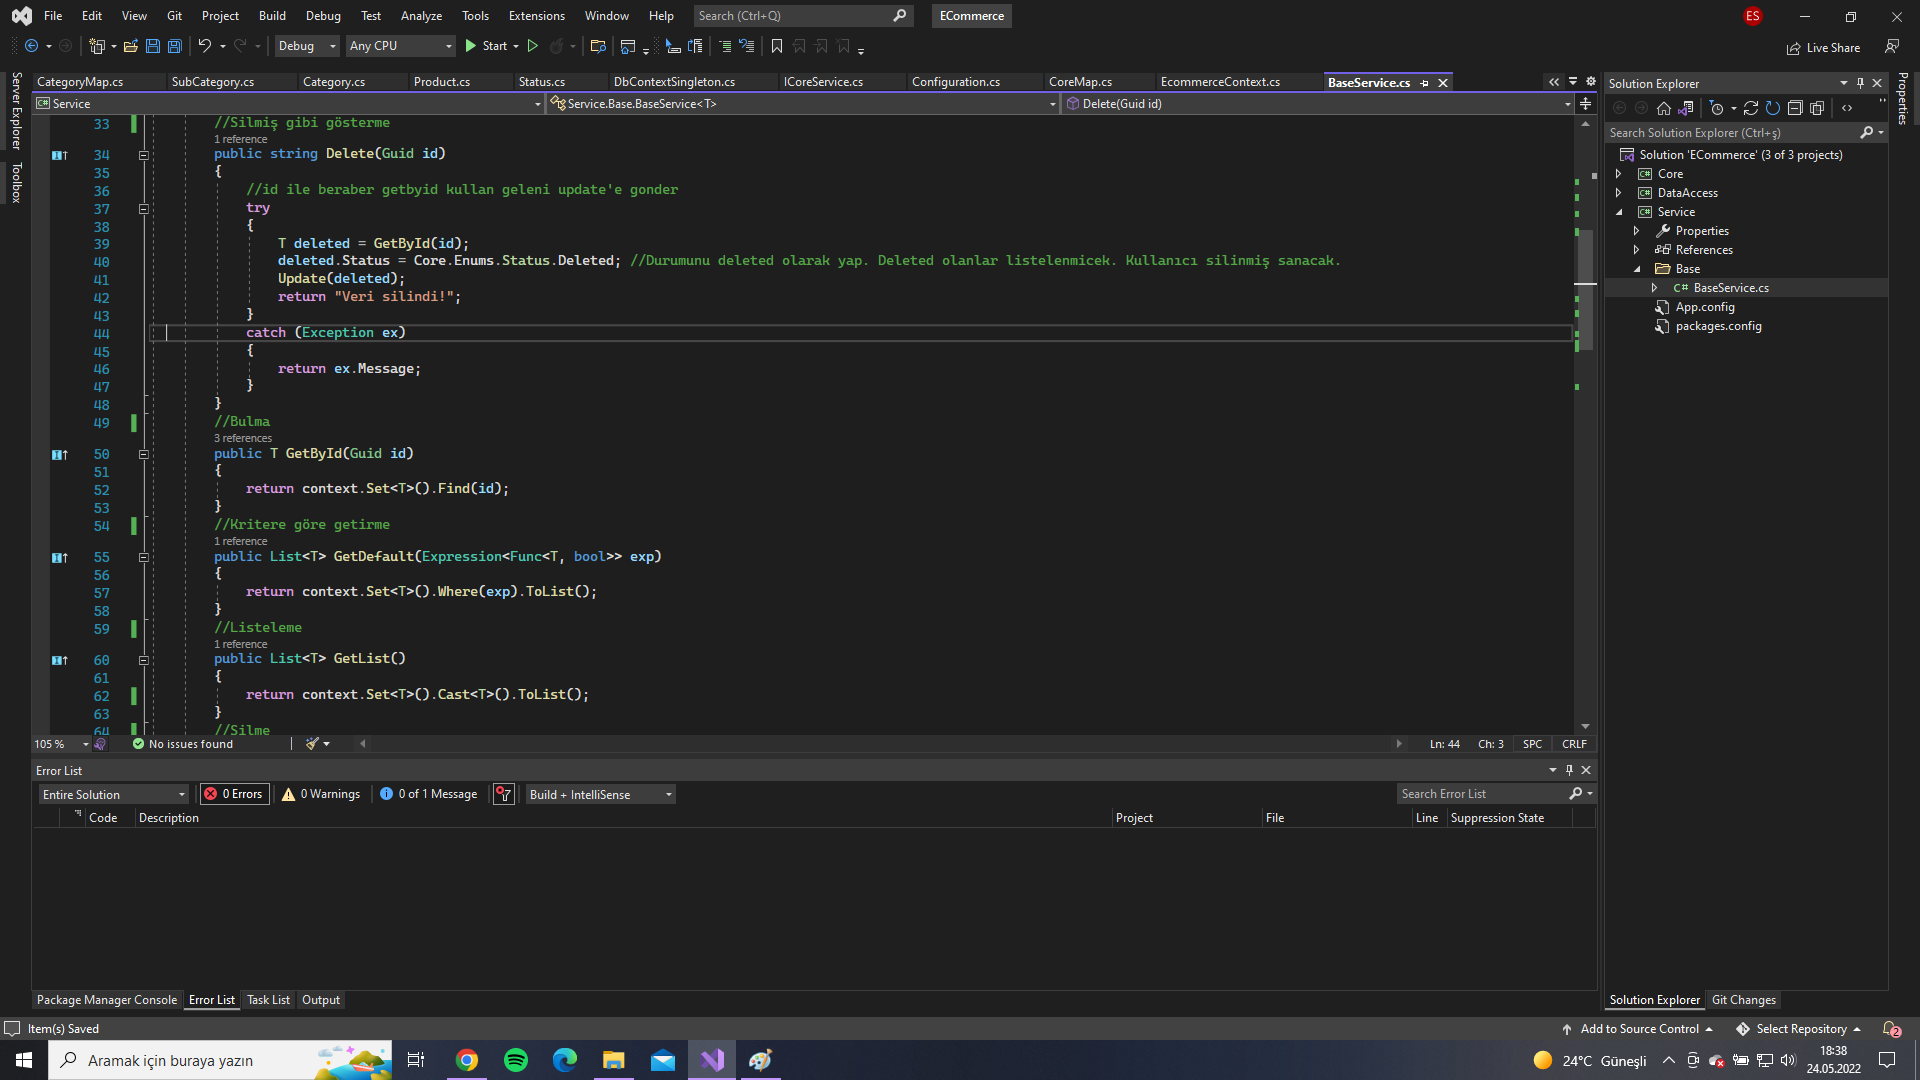 File Edit View Git Project Build Debug Test Analyze Tools Extensions Window Help Search (Ctrl+Q) ECommerce ES
Debug Any CPU Start Live Share
CategoryMap.cs SubCategory.cs Category.cs Product.cs Status.cs DbContextSingleton.cs ICoreService.cs Configuration.cs CoreMap.cs EcommerceContext.cs BaseService.cs
Service Service.Base.BaseService<T> Delete(Guid id)
Server Explorer
Toolbox
33 //Silmiş gibi gösterme
1 reference
34 public string Delete(Guid id)
35 {
36 //id ile beraber getbyid kullan geleni update'e gonder
37 try
38 {
39 T deleted = GetById(id);
40 deleted.Status = Core.Enums.Status.Deleted; //Durumunu deleted olarak yap. Deleted olanlar listelenmicek. Kullanıcı silinmiş sanacak.
41 Update(deleted);
42 return "Veri silindi!";
43 }
44 catch (Exception ex)
45 {
46 return ex.Message;
47 }
48 }
49 //Bulma
3 references
50 public T GetById(Guid id)
51 {
52 return context.Set<T>().Find(id);
53 }
54 //Kritere göre getirme
1 reference
55 public List<T> GetDefault(Expression<Func<T, bool>> exp)
56 {
57 return context.Set<T>().Where(exp).ToList();
58 }
59 //Listeleme
1 reference
60 public List<T> GetList()
61 {
62 return context.Set<T>().Cast<T>().ToList();
63 }
64 //Silme
105 % No issues found Ln: 44 Ch: 3 SPC CRLF
Error List
Entire Solution 0 Errors 0 Warnings 0 of 1 Message Build + IntelliSense Search Error List
Code Description Project File Line Suppression State
Package Manager Console Error List Task List Output
Solution Explorer
Search Solution Explorer (Ctrl+ş)
Solution 'ECommerce' (3 of 3 projects)
Core
DataAccess
Service
Properties
References
Base
C# BaseService.cs
App.config
packages.config
Solution Explorer Git Changes
Properties
Item(s) Saved Add to Source Control Select Repository 2
Aramak için buraya yazın 24°C Güneşli 18:38
24.05.2022